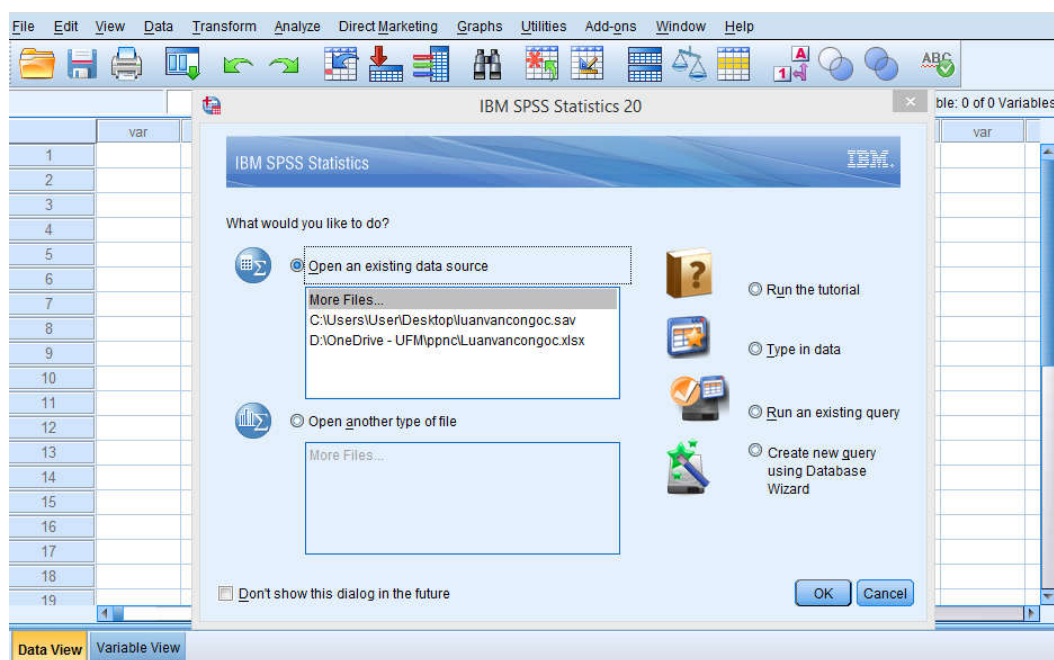 File Edit View Data Transform Analyze Direct Marketing Graphs Utilities Add-ons Window Help
A
1
ABC
IBM SPSS Statistics 20
ble: 0 of 0 Variables
var
var
IBM SPSS Statistics
IBM.
What would you like to do?
Open an existing data source
More Files...
C:\Users\User\Desktop\luanvancongoc.sav
D:\OneDrive - UFM\ppnc\Luanvancongoc.xlsx
Open another type of file
More Files...
Run the tutorial
Type in data
Run an existing query
Create new query
using Database
Wizard
Don't show this dialog in the future
OK
Cancel
1
2
3
4
5
6
7
8
9
10
11
12
13
14
15
16
17
18
19
Data View
Variable View